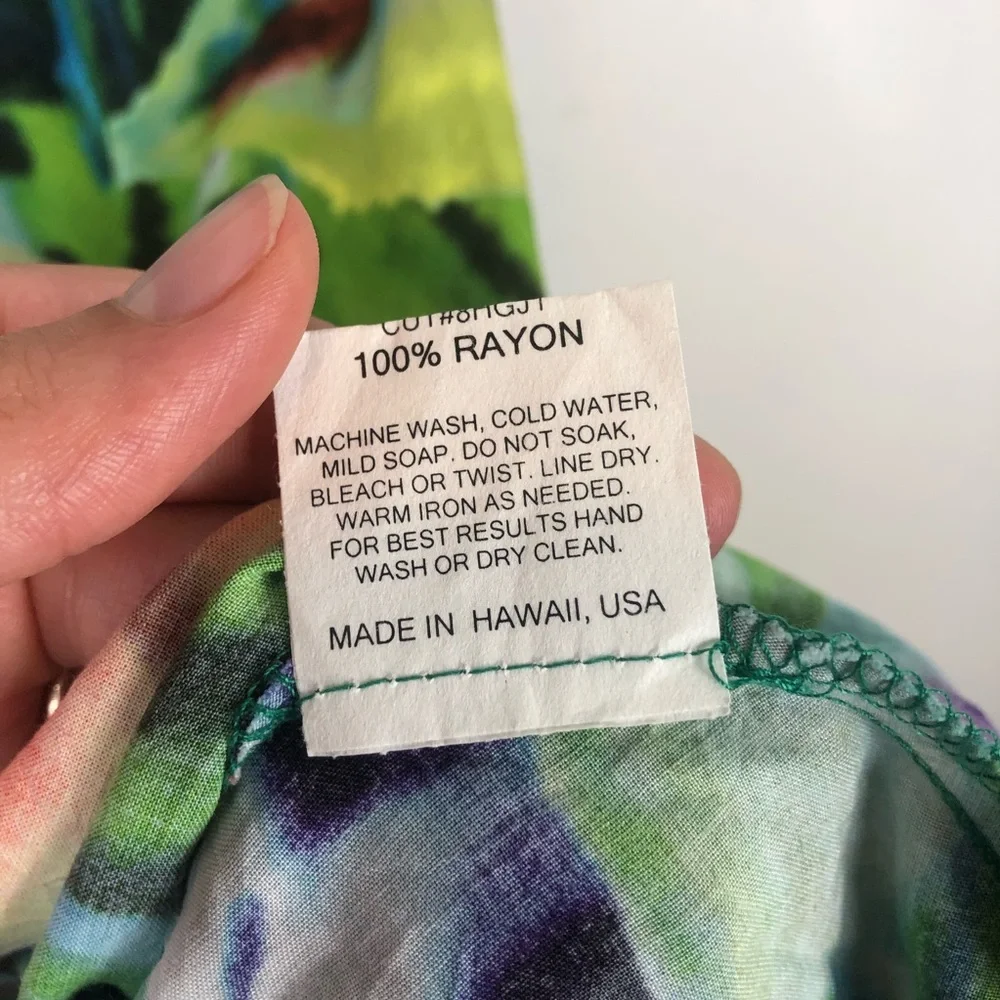 100% RAYON
MACHINE WASH, COLD WATER,
MILD SOAP. DO NOT SOAK,
BLEACH OR TWIST. LINE DRY.
WARM IRON AS NEEDED.
FOR BEST RESULTS HAND
WASH OR DRY CLEAN.
MADE IN HAWAII, USA